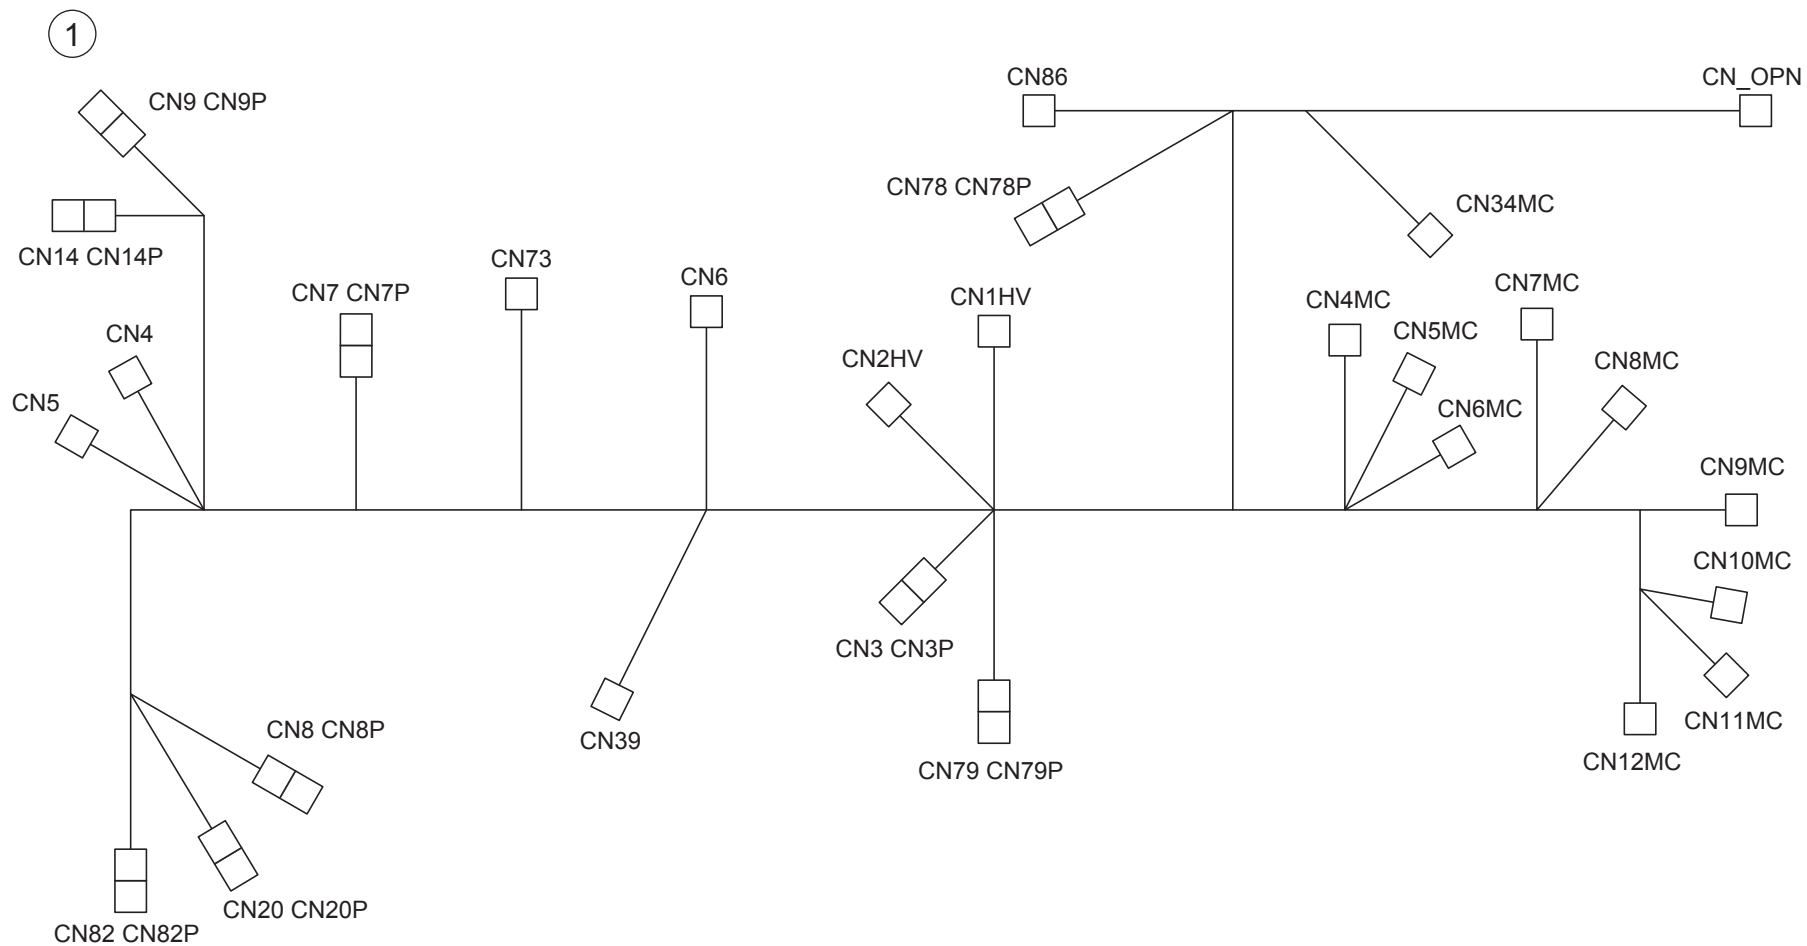 1
CN86
CN_OPN
CN9 CN9P
CN78 CN78P
CN34MC
CN14 CN14P
CN73
CN6
CN7 CN7P
CN1HV
CN4MC
CN7MC
CN4
CN2HV
CN5MC
CN8MC
CN5
CN6MC
CN9MC
CN10MC
CN3 CN3P
CN8 CN8P
CN39
CN11MC
CN79 CN79P
CN12MC
CN20 CN20P
CN82 CN82P